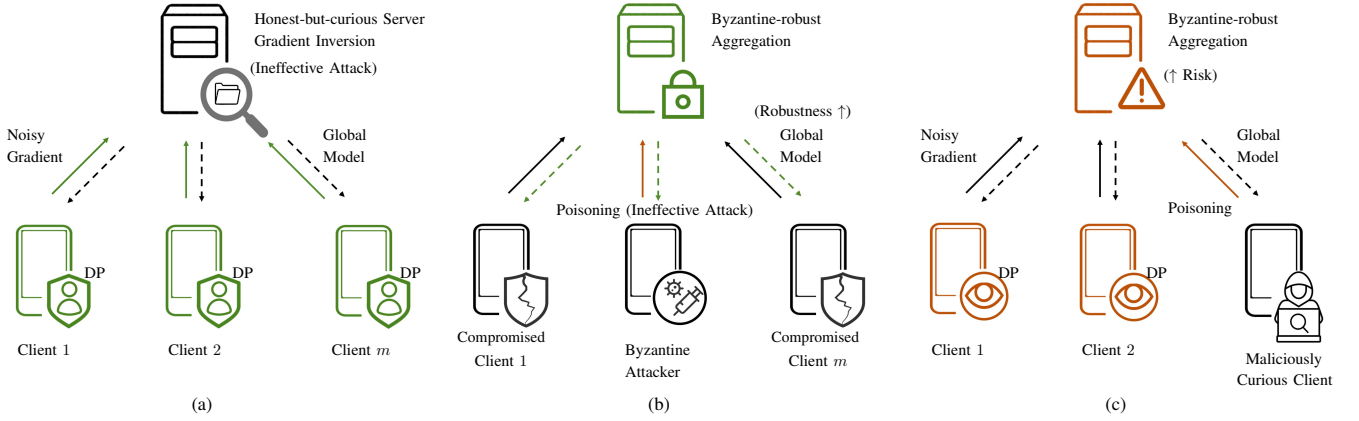 Honest-but-curious Server
Gradient Inversion
(Ineffective Attack)
Noisy
Gradient
Global
Model
DP
DP
DP
Client 1
Client 2
Client m
(a)
Byzantine-robust
Aggregation
(Robustness ↑)
Global
Model
Poisoning (Ineffective Attack)
Compromised
Client 1
Byzantine
Attacker
Compromised
Client m
(b)
Byzantine-robust
Aggregation
(↑ Risk)
Noisy
Gradient
Global
Model
Poisoning
DP
DP
Client 1
Client 2
Maliciously
Curious Client
(c)